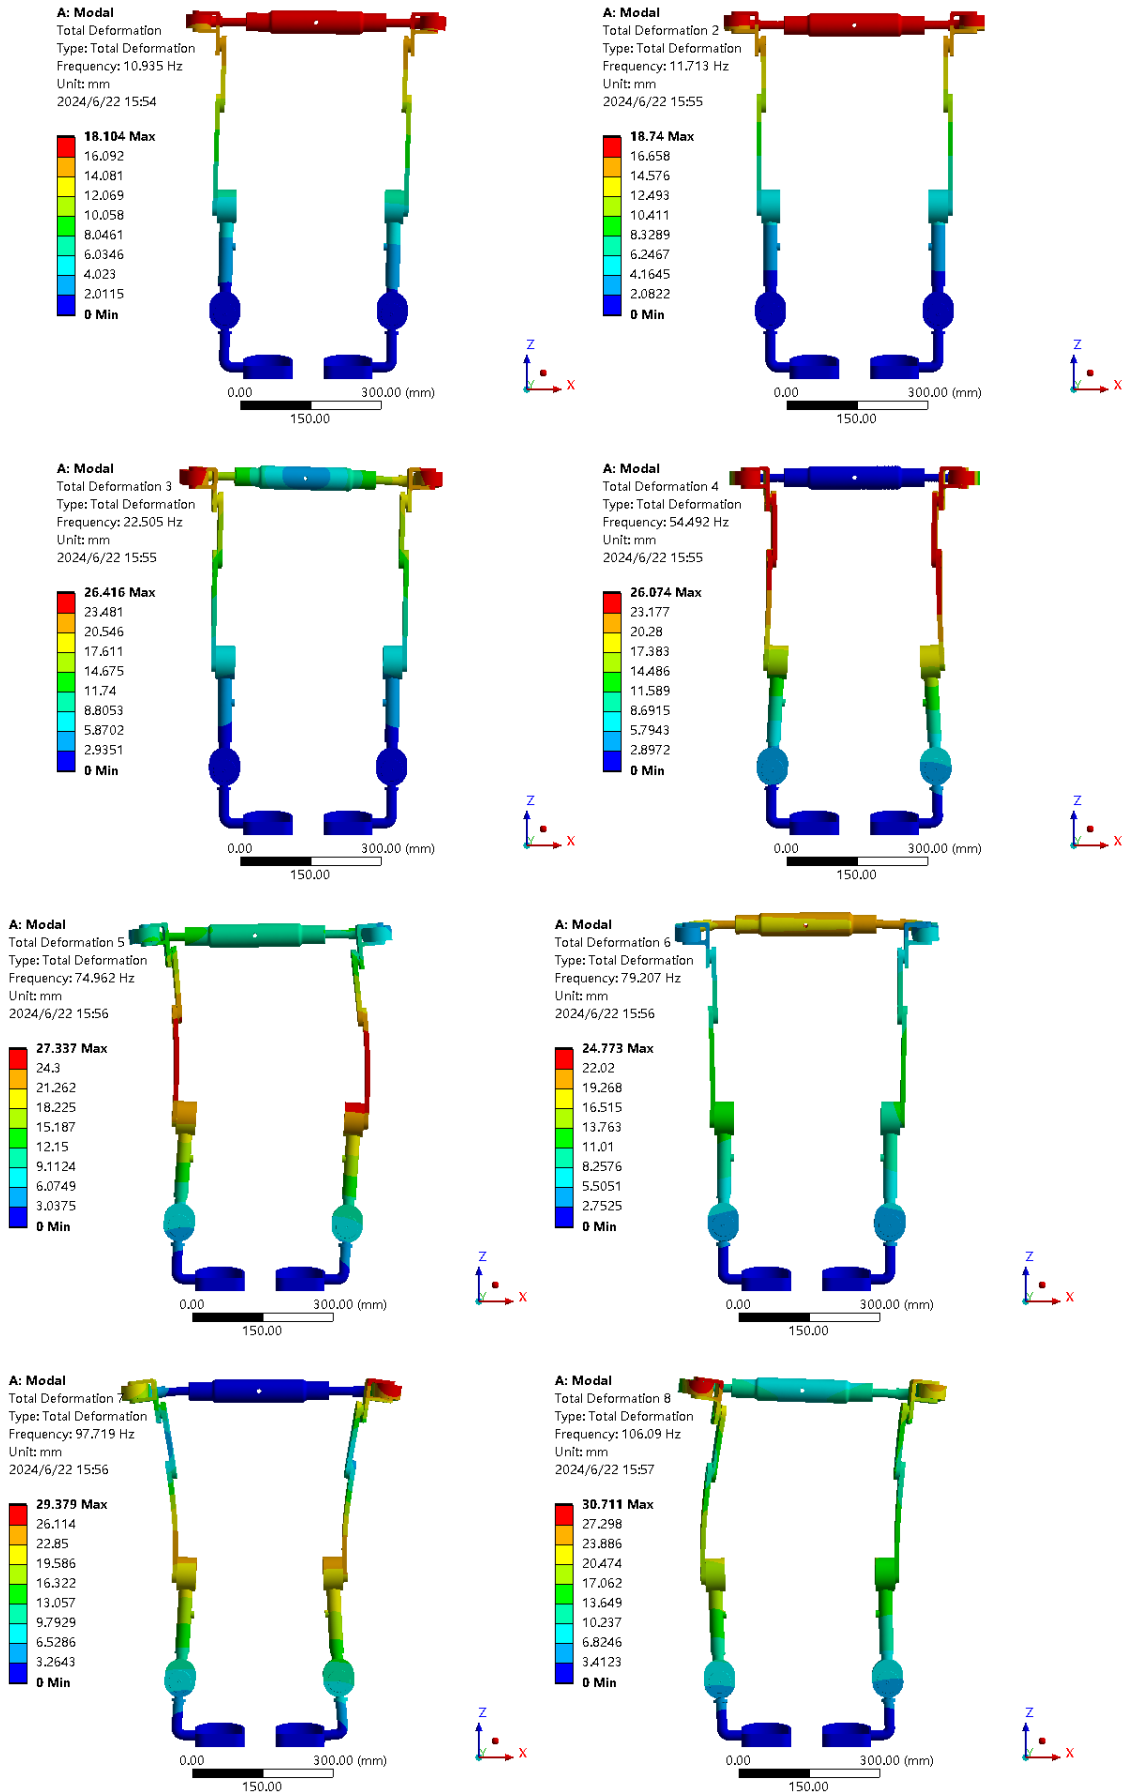 A: Modal
Total Deformation
Type: Total Deformation
Frequency: 10.935 Hz
Unit: mm
2024/6/22 15:54
18.104 Max
16.092
14.081
12.069
10.058
8.0461
6.0346
4.023
2.0115
0 Min
Z
Y
X
0.00
300.00 (mm)
150.00
A: Modal
Total Deformation 2
Type: Total Deformation
Frequency: 11.713 Hz
Unit: mm
2024/6/22 15:55
18.74 Max
16.658
14.576
12.493
10.411
8.3289
6.2467
4.1645
2.0822
0 Min
Z
Y
X
0.00
300.00 (mm)
150.00
A: Modal
Total Deformation 3
Type: Total Deformation
Frequency: 22.505 Hz
Unit: mm
2024/6/22 15:55
26.416 Max
23.481
20.546
17.611
14.675
11.74
8.8053
5.8702
2.9351
0 Min
Z
Y
X
0.00
300.00 (mm)
150.00
A: Modal
Total Deformation 4
Type: Total Deformation
Frequency: 54.492 Hz
Unit: mm
2024/6/22 15:55
26.074 Max
23.177
20.28
17.383
14.486
11.589
8.6915
5.7943
2.8972
0 Min
Z
Y
X
0.00
300.00 (mm)
150.00
A: Modal
Total Deformation 5
Type: Total Deformation
Frequency: 74.962 Hz
Unit: mm
2024/6/22 15:56
27.337 Max
24.3
21.262
18.225
15.187
12.15
9.1124
6.0749
3.0375
0 Min
Z
Y
X
0.00
300.00 (mm)
150.00
A: Modal
Total Deformation 6
Type: Total Deformation
Frequency: 79.207 Hz
Unit: mm
2024/6/22 15:56
24.773 Max
22.02
19.268
16.515
13.763
11.01
8.2576
5.5051
2.7525
0 Min
Z
Y
X
0.00
300.00 (mm)
150.00
A: Modal
Total Deformation 7
Type: Total Deformation
Frequency: 97.719 Hz
Unit: mm
2024/6/22 15:56
29.379 Max
26.114
22.85
19.586
16.322
13.057
9.7929
6.5286
3.2643
0 Min
Z
Y
X
0.00
300.00 (mm)
150.00
A: Modal
Total Deformation 8
Type: Total Deformation
Frequency: 106.09 Hz
Unit: mm
2024/6/22 15:57
30.711 Max
27.298
23.886
20.474
17.062
13.649
10.237
6.8246
3.4123
0 Min
Z
Y
X
0.00
300.00 (mm)
150.00